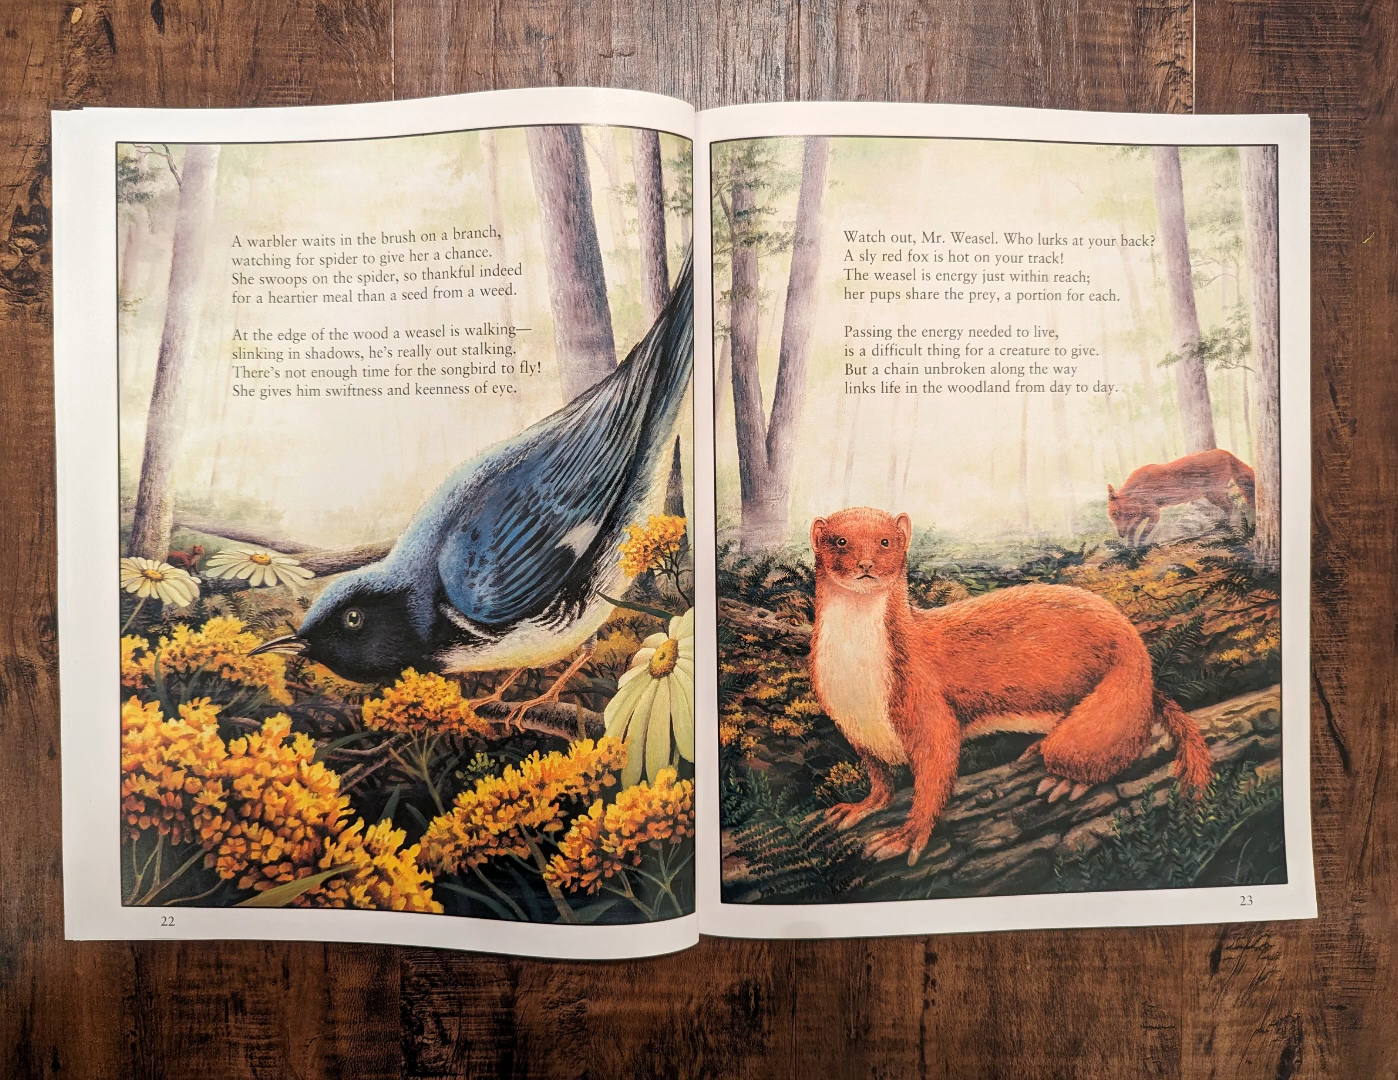 A warbler waits in the brush on a branch,
watching for spider to give her a chance.
She swoops on the spider, so thankful indeed
for a heartier meal than a seed from a weed.
At the edge of the wood a weasel is walking—
slinking in shadows, he's really out stalking.
There's not enough time for the songbird to fly!
She gives him swiftness and keenness of eye.
22
Watch out, Mr. Weasel. Who lurks at your back?
A sly red fox is hot on your track!
The weasel is energy just within reach;
her pups share the prey, a portion for each.
Passing the energy needed to live,
is a difficult thing for a creature to give.
But a chain unbroken along the way
links life in the woodland from day to day.
23